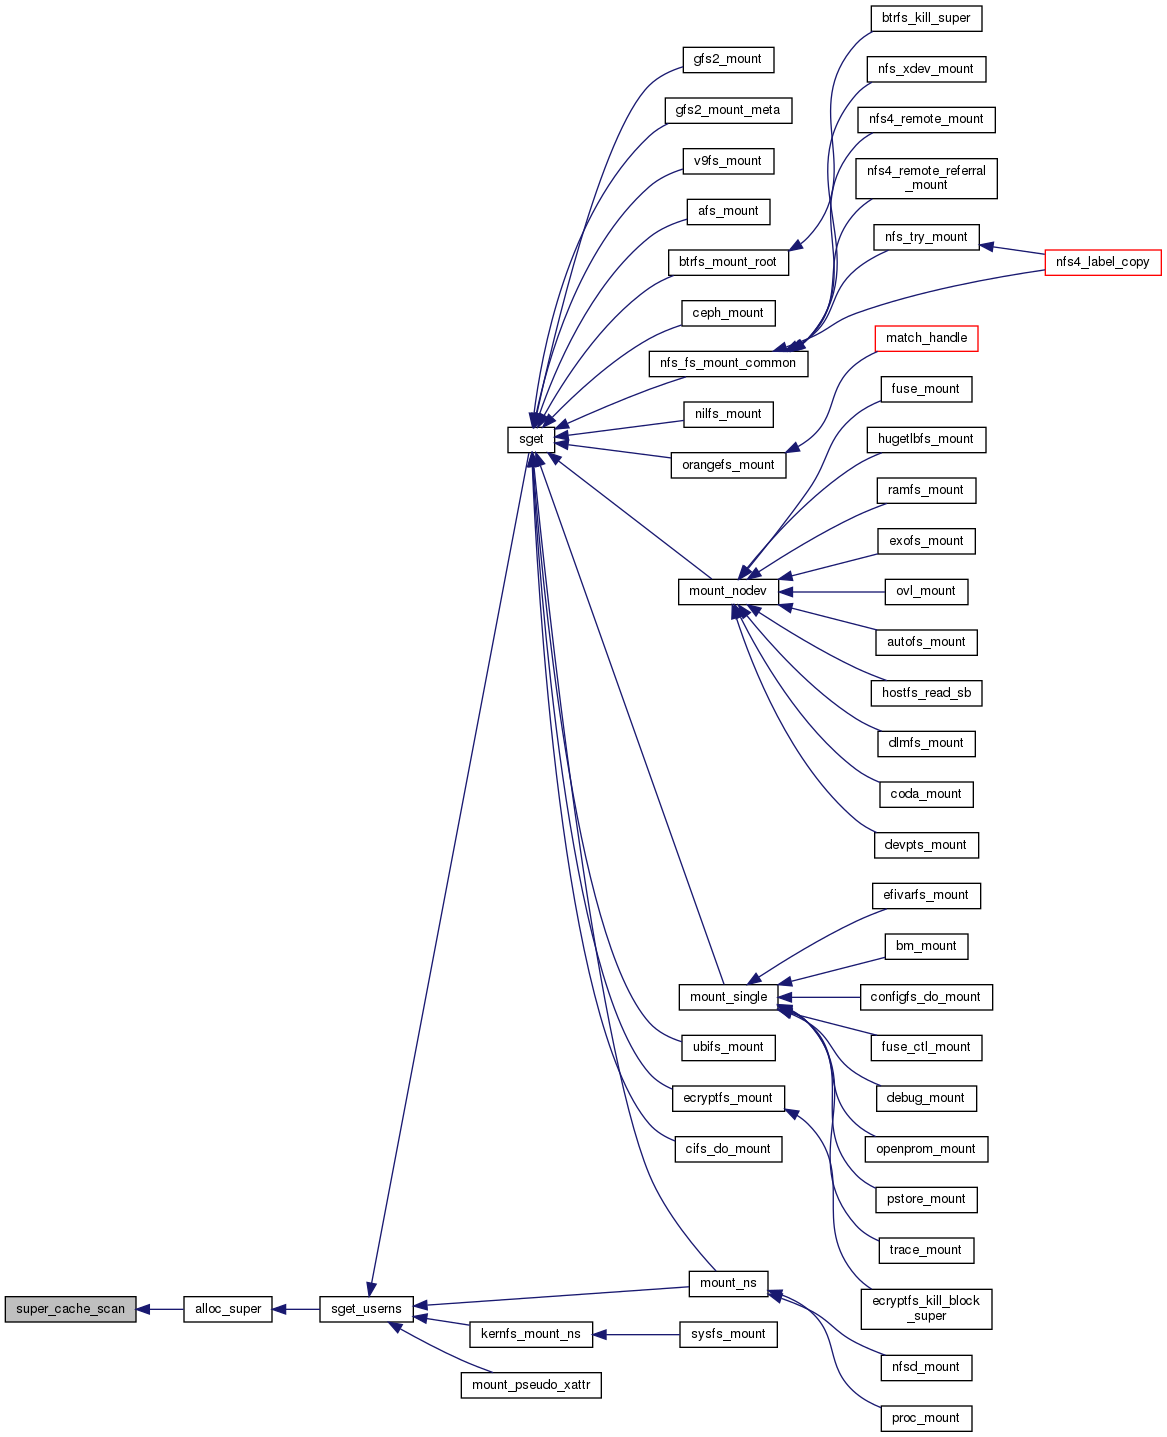 btrfs_kill_super
gfs2_mount
nfs_xdev_mount
gfs2_mount_meta
nfs4_remote_mount
v9fs_mount
nfs4_remote_referral
_mount
afs_mount
nfs_try_mount
btrfs_mount_root
nfs4_label_copy
ceph_mount
match_handle
nfs_fs_mount_common
fuse_mount
nilfs_mount
sget
hugetlbfs_mount
orangefs_mount
ramfs_mount
exofs_mount
mount_nodev
ovl_mount
autofs_mount
hostfs_read_sb
dlmfs_mount
coda_mount
devpts_mount
efivarfs_mount
bm_mount
mount_single
configfs_do_mount
ubifs_mount
fuse_ctl_mount
ecryptfs_mount
debug_mount
cifs_do_mount
openprom_mount
pstore_mount
trace_mount
mount_ns
ecryptfs_kill_block
_super
super_cache_scan
alloc_super
sget_userns
kernfs_mount_ns
sysfs_mount
nfsd_mount
mount_pseudo_xattr
proc_mount